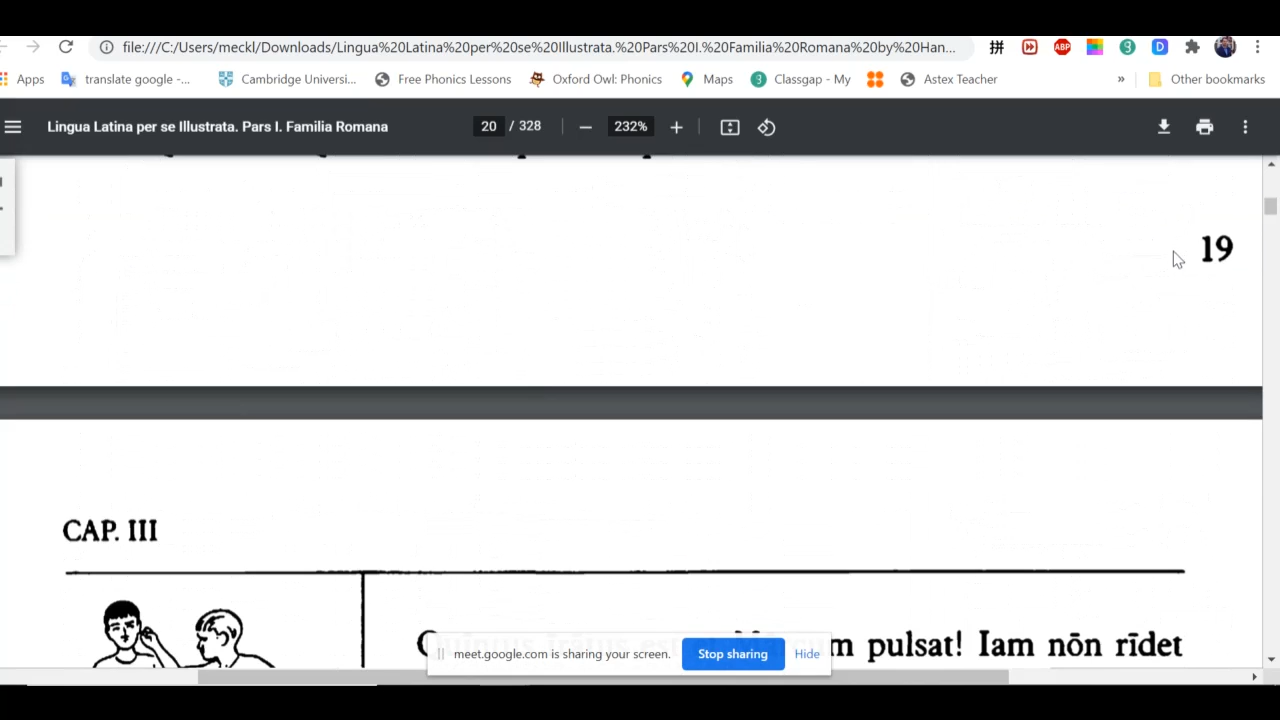 file:///C:/Users/meckl/Downloads/Lingua%20Latina%20per%20se%20Illustrata.%20Pars%20I.%20Familia%20Romana%20by%20Han...
Apps
translate google -...
Cambridge Universi...
Free Phonics Lessons
Oxford Owl: Phonics
Maps
Classgap - My
Astex Teacher
»
Other bookmarks
Lingua Latina per se Illustrata. Pars I. Familia Romana
20 / 328
232%
19
CAP. III
pulsat! Iam nōn rīdet
meet.google.com is sharing your screen.
Stop sharing
Hide